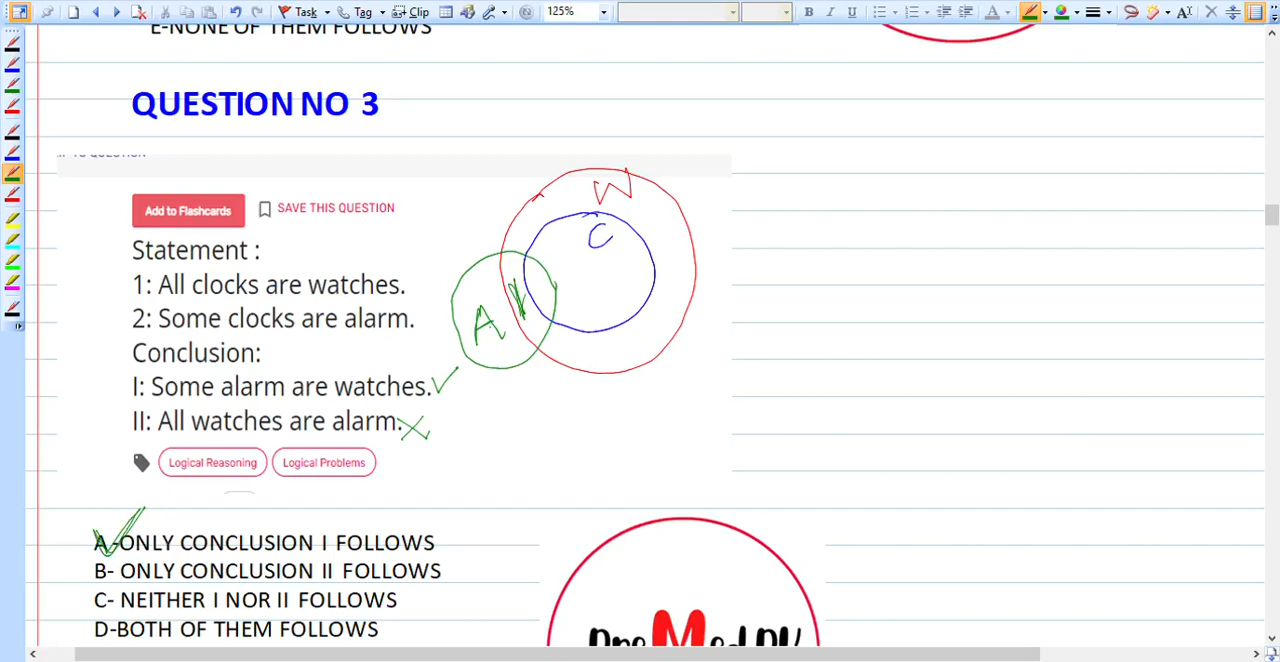 Task Tag Clip 125%
E-NONE OF THEM FOLLOWS
QUESTION NO 3
TO QUESTION
Add to Flashcards SAVE THIS QUESTION
Statement :
1: All clocks are watches.
2: Some clocks are alarm.
Conclusion:
I: Some alarm are watches.
II: All watches are alarm.
Logical Reasoning Logical Problems
W
C
A
A -ONLY CONCLUSION I FOLLOWS
B- ONLY CONCLUSION II FOLLOWS
C- NEITHER I NOR II FOLLOWS
D-BOTH OF THEM FOLLOWS